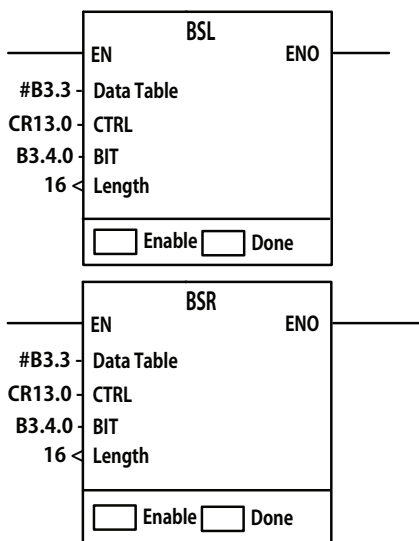 BSL
EN ENO
#B3.3 Data Table
CR13.0 CTRL
B3.4.0 BIT
16 < Length
Enable Done
BSR
EN ENO
#B3.3 Data Table
CR13.0 CTRL
B3.4.0 BIT
16 < Length
Enable Done